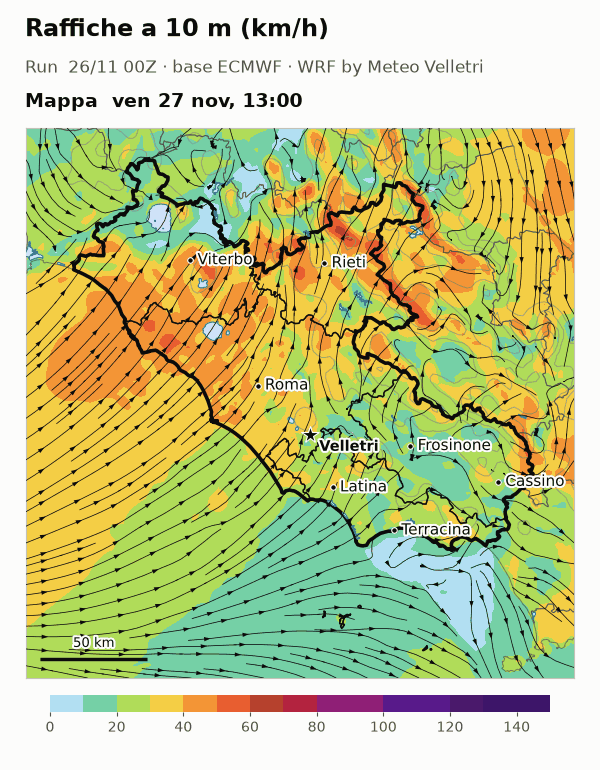 Raffiche a 10 m (km/h)
Run  26/11 00Z · base ECMWF · WRF by Meteo Velletri
Mappa  ven 27 nov, 13:00
Viterbo
Rieti
Roma
Velletri
Frosinone
Cassino
Latina
Terracina
50 km
0 20 40 60 80 100 120 140